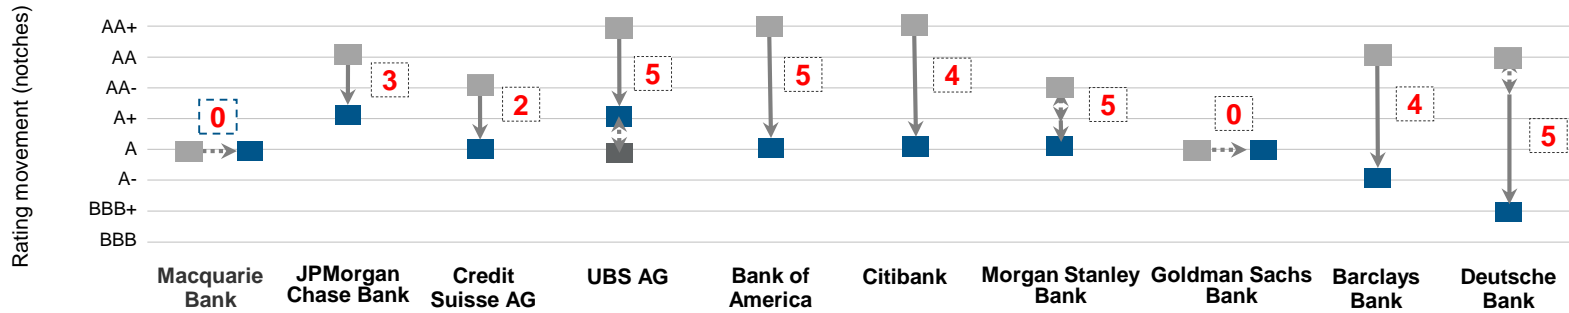 Rating movement (notches)
AA+
AA
AA-
A+
A
A-
BBB+
BBB
0
3
2
5
5
4
5
0
4
5
Macquarie
Bank
JPMorgan
Chase Bank
Credit
Suisse AG
UBS AG
Bank of
America
Citibank
Morgan Stanley
Bank
Goldman Sachs
Bank
Barclays
Bank
Deutsche
Bank